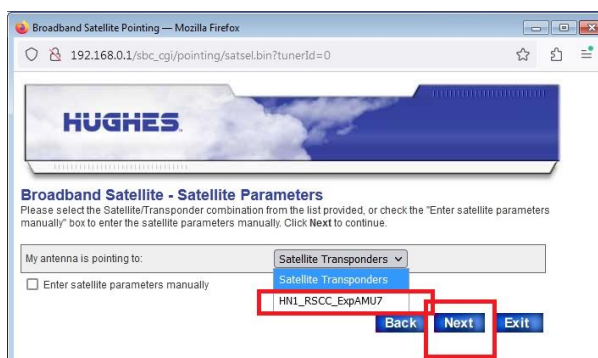 Broadband Satellite Pointing — Mozilla Firefox
192.168.0.1/sbc_cgi/pointing/satsel.bin?tunerId=0
HUGHES
Broadband Satellite - Satellite Parameters
Please select the Satellite/Transponder combination from the list provided, or check the "Enter satellite parameters
manually" box to enter the satellite parameters manually. Click Next to continue.
My antenna is pointing to: Satellite Transponders
Satellite Transponders
Enter satellite parameters manually
HN1_RSCC_ExpAMU7
Back Next Exit